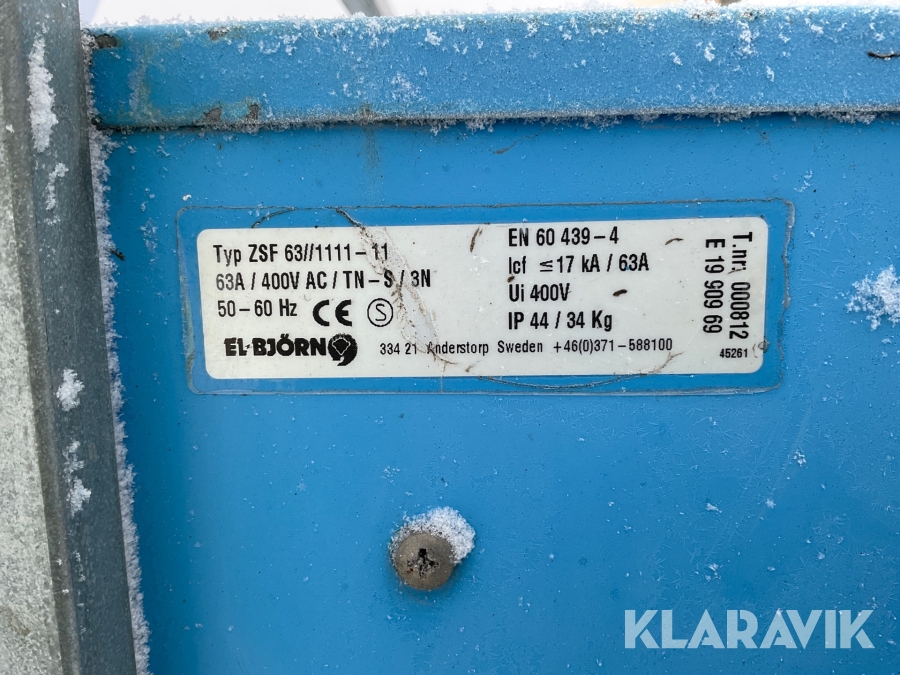 Typ ZSF 63//1111-11
63A / 400V AC / TN-S / 3N
50-60 Hz CE S
EL-BJÖRN
334 21 Anderstorp Sweden +46(0)371-588100
EN 60 439-4
Icf ≤17 kA / 63A
Ui 400V
IP 44 / 34 Kg
T.nr. 000812
E 19 909 69
45261
KLARAVIK